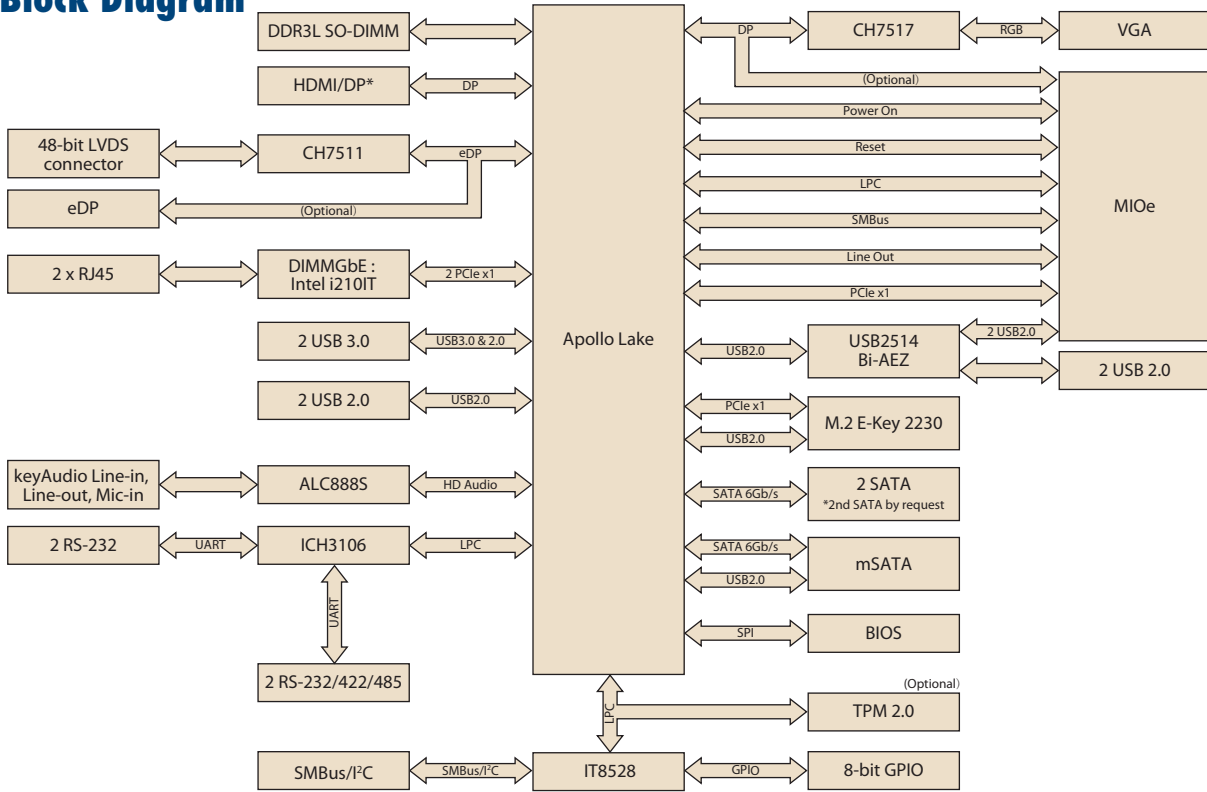 Block Diagram
DDR3L SO-DIMM
DP
CH7517
RGB
VGA
HDMI/DP*
DP
(Optional)
Power On
48-bit LVDS
connector
CH7511
eDP
Reset
LPC
MIOe
eDP
(Optional)
SMBus
Line Out
2 x RJ45
DIMMGbE :
Intel i210IT
2 PCIe x1
PCIe x1
2 USB 3.0
USB3.0 & 2.0
Apollo Lake
USB2.0
USB2514
Bi-AEZ
2 USB2.0
2 USB 2.0
2 USB 2.0
USB2.0
PCIe x1
USB2.0
M.2 E-Key 2230
keyAudio Line-in,
Line-out, Mic-in
ALC888S
HD Audio
SATA 6Gb/s
2 SATA
*2nd SATA by request
2 RS-232
UART
ICH3106
LPC
SATA 6Gb/s
USB2.0
mSATA
UART
SPI
BIOS
2 RS-232/422/485
(Optional)
LPC
TPM 2.0
SMBus/I²C
SMBus/I²C
IT8528
GPIO
8-bit GPIO